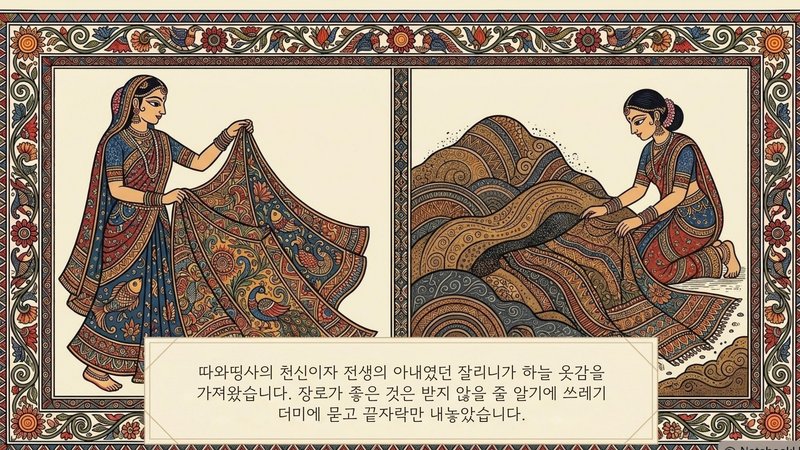 따와띵사의 천신이자 전생의 아내였던 잘리니가 하늘 옷감을
가져왔습니다. 장로가 좋은 것은 받지 않을 줄 알기에 쓰레기
더미에 묻고 끝자락만 내놓았습니다.